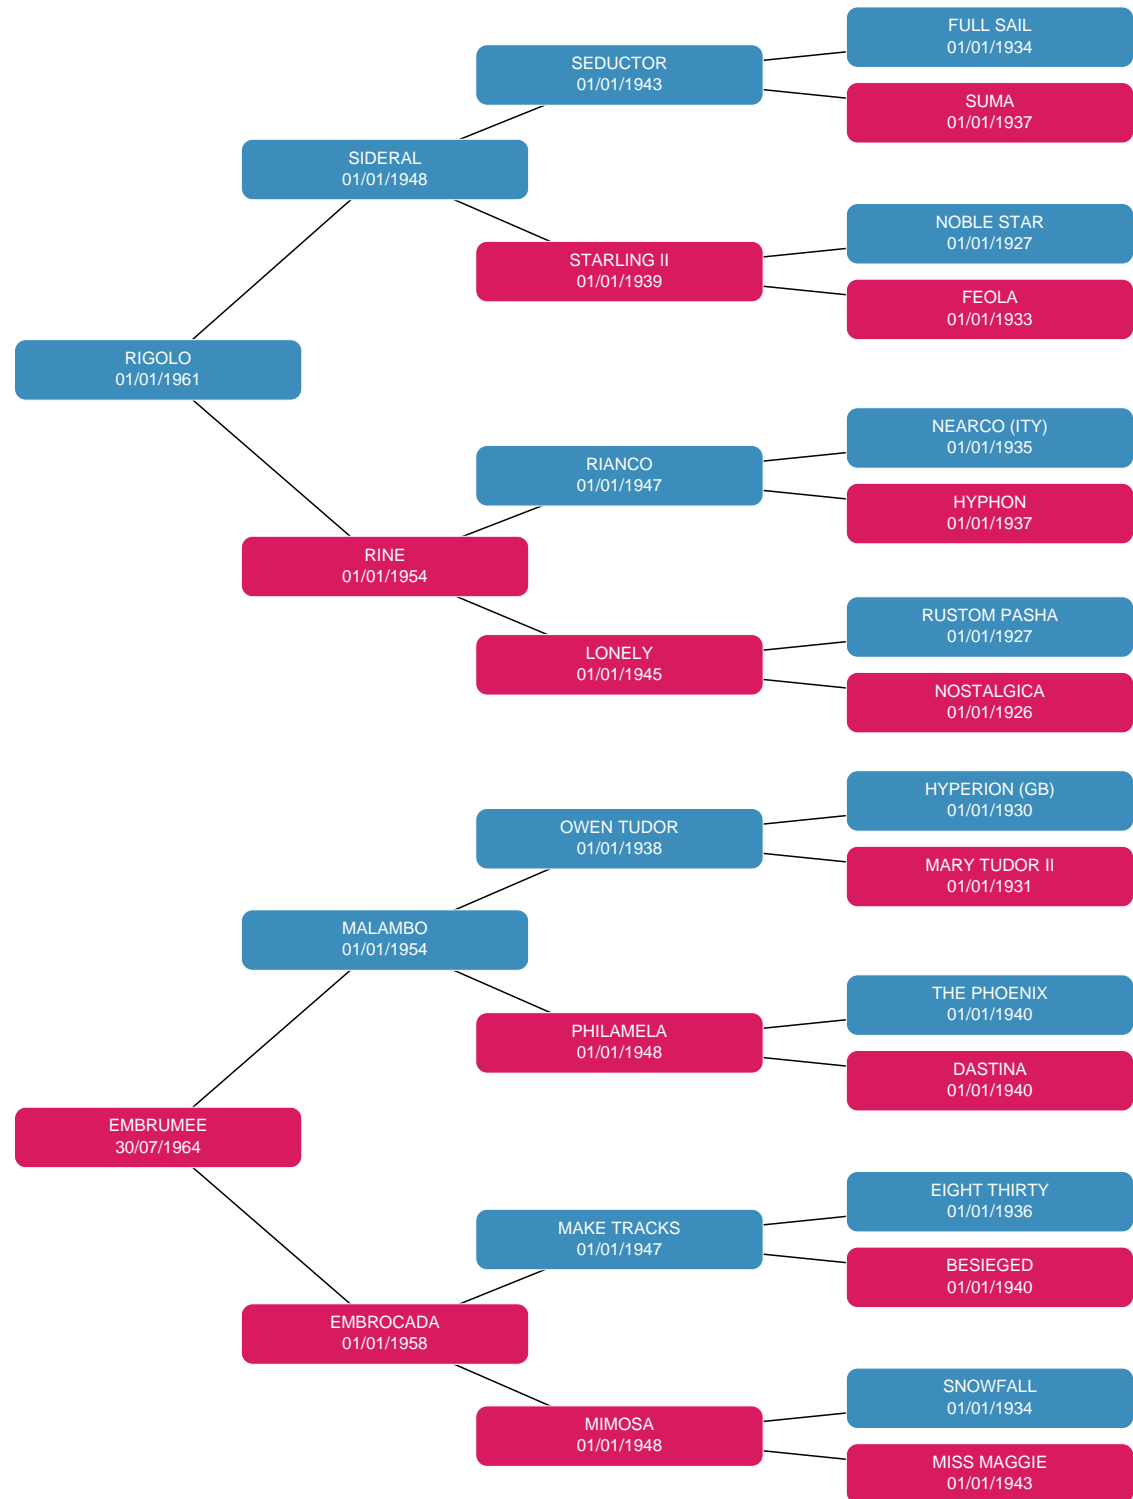 FULL SAIL
01/01/1934
SEDUCTOR
01/01/1943
SUMA
01/01/1937
SIDERAL
01/01/1948
NOBLE STAR
01/01/1927
STARLING II
01/01/1939
FEOLA
01/01/1933
RIGOLO
01/01/1961
NEARCO (ITY)
01/01/1935
RIANCO
01/01/1947
HYPHON
01/01/1937
RINE
01/01/1954
RUSTOM PASHA
01/01/1927
LONELY
01/01/1945
NOSTALGICA
01/01/1926
HYPERION (GB)
01/01/1930
OWEN TUDOR
01/01/1938
MARY TUDOR II
01/01/1931
MALAMBO
01/01/1954
THE PHOENIX
01/01/1940
PHILAMELA
01/01/1948
DASTINA
01/01/1940
EMBRUMEE
30/07/1964
EIGHT THIRTY
01/01/1936
MAKE TRACKS
01/01/1947
BESIEGED
01/01/1940
EMBROCADA
01/01/1958
SNOWFALL
01/01/1934
MIMOSA
01/01/1948
MISS MAGGIE
01/01/1943